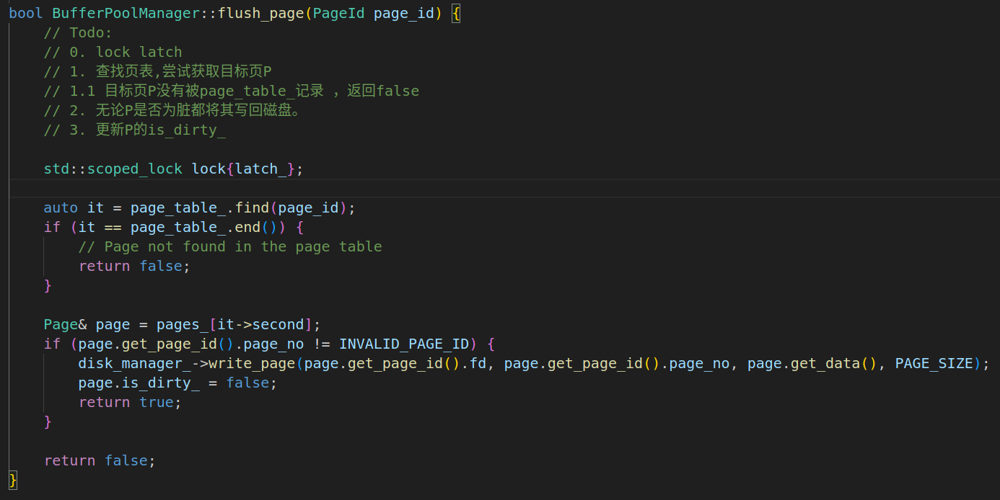 bool BufferPoolManager::flush_page(PageId page_id) {
    // Todo:
    // 0. lock latch
    // 1. 查找页表,尝试获取目标页P
    // 1.1 目标页P没有被page_table_记录 ，返回false
    // 2. 无论P是否为脏都将其写回磁盘。
    // 3. 更新P的is_dirty_

    std::scoped_lock lock{latch_};

    auto it = page_table_.find(page_id);
    if (it == page_table_.end()) {
        // Page not found in the page table
        return false;
    }

    Page& page = pages_[it->second];
    if (page.get_page_id().page_no != INVALID_PAGE_ID) {
        disk_manager_->write_page(page.get_page_id().fd, page.get_page_id().page_no, page.get_data(), PAGE_SIZE);
        page.is_dirty_ = false;
        return true;
    }

    return false;
}